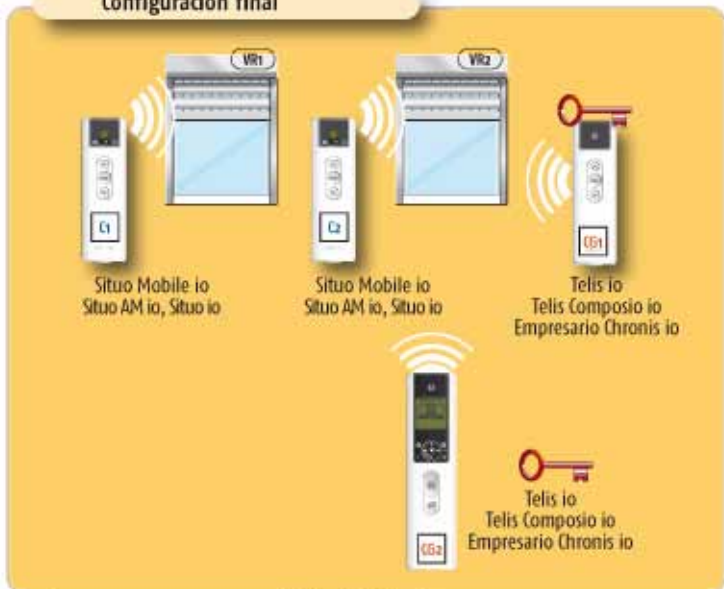 Configuración final
VR1
VR2
C1
C2
CG1
Situo Mobile io
Situo AM io, Situo io
Situo Mobile io
Situo AM io, Situo io
Telis io
Telis Composio io
Empresario Chronis io
CG2
Telis io
Telis Composio io
Empresario Chronis io